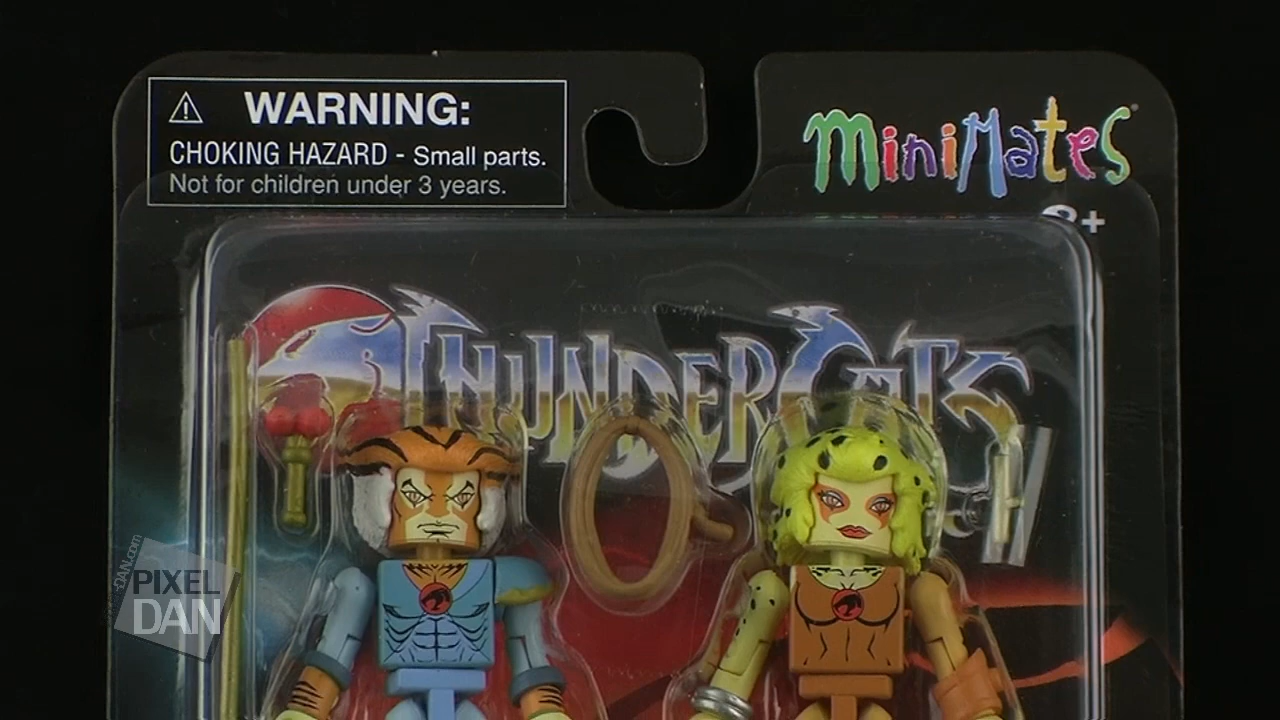 WARNING:
CHOKING HAZARD - Small parts.
Not for children under 3 years.
MiniMates
THUNDERCATS
PIXEL
DAN